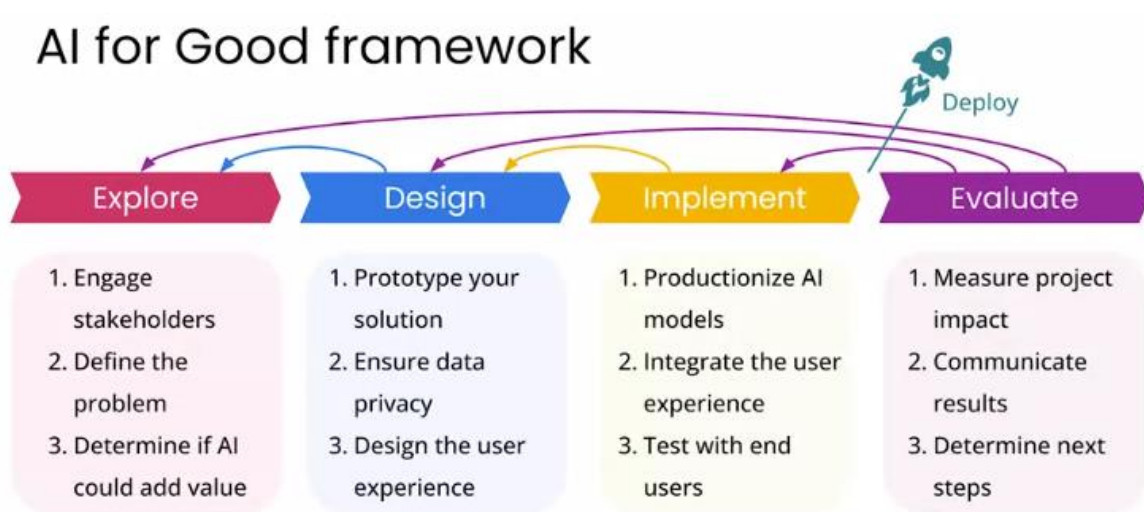 AI for Good framework
Deploy
Explore
Design
Implement
Evaluate
1. Engage
stakeholders
2. Define the
problem
3. Determine if AI
could add value
1. Prototype your
solution
2. Ensure data
privacy
3. Design the user
experience
1. Productionize AI
models
2. Integrate the user
experience
3. Test with end
users
1. Measure project
impact
2. Communicate
results
3. Determine next
steps